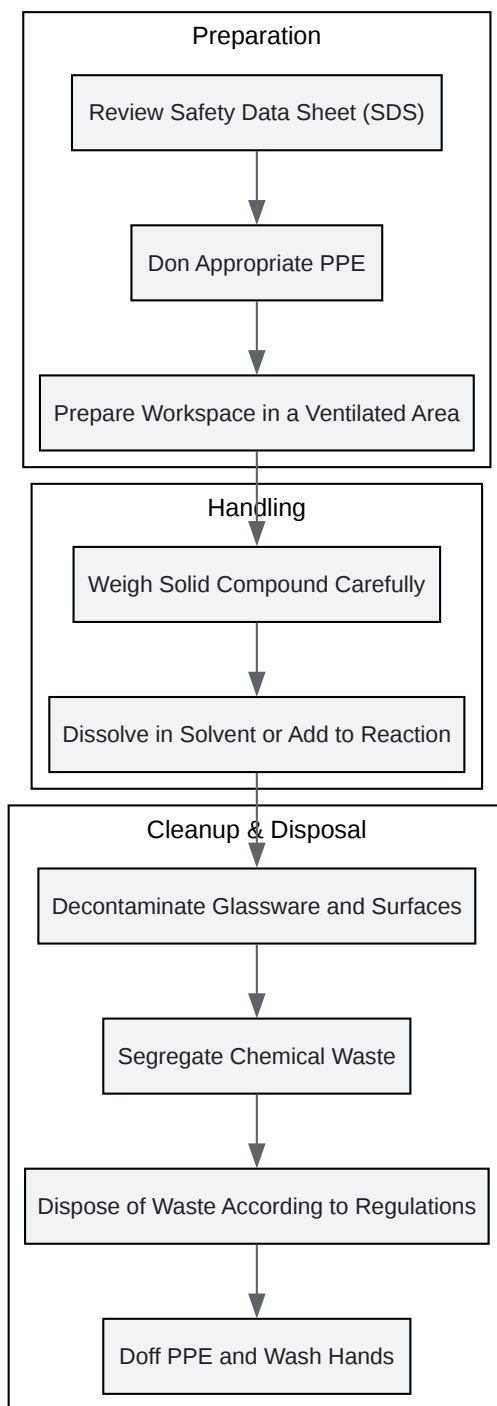 Preparation
Review Safety Data Sheet (SDS)
Don Appropriate PPE
Prepare Workspace in a Ventilated Area
Handling
Weigh Solid Compound Carefully
Dissolve in Solvent or Add to Reaction
Cleanup & Disposal
Decontaminate Glassware and Surfaces
Segregate Chemical Waste
Dispose of Waste According to Regulations
Doff PPE and Wash Hands